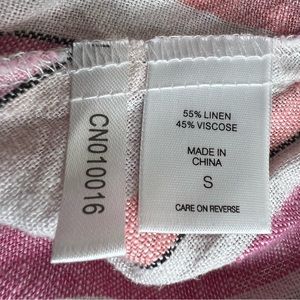 CN010016
55% LINEN
45% VISCOSE
MADE IN
CHINA
S
CARE ON REVERSE